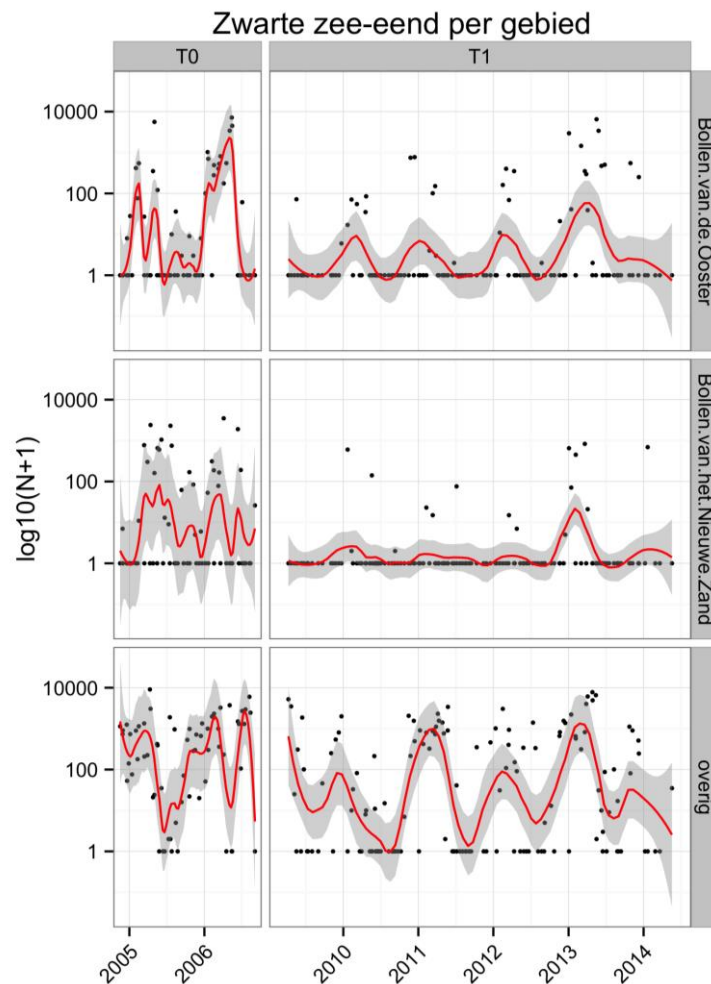 Zwarte zee-eend per gebied
T0 T1
10000
100
1
Bollen.van.de.Ooster
10000
100
1
Bollen.van.het.Nieuwe.Zand
10000
100
1
overig
log10(N+1)
2005 2006 2010 2011 2012 2013 2014